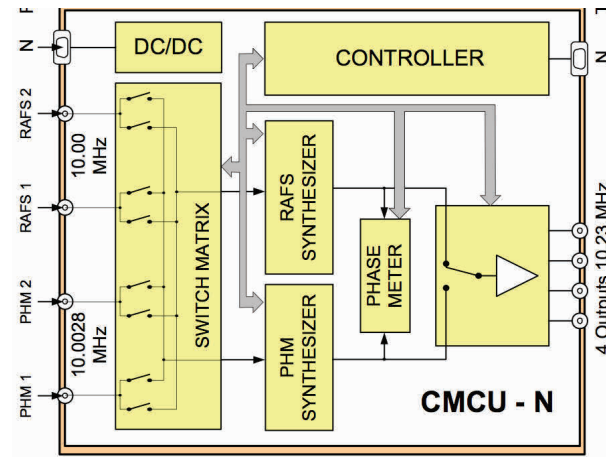 N
DC/DC
CONTROLLER
N
RAFS 2
RAFS 1
10.00
MHz
SWITCH MATRIX
RAFS
SYNTHESIZER
PHASE
METER
4 Outputs 10.23 MHz
PHM 2
PHM 1
10.0028
MHz
PHM
SYNTHESIZER
CMCU - N